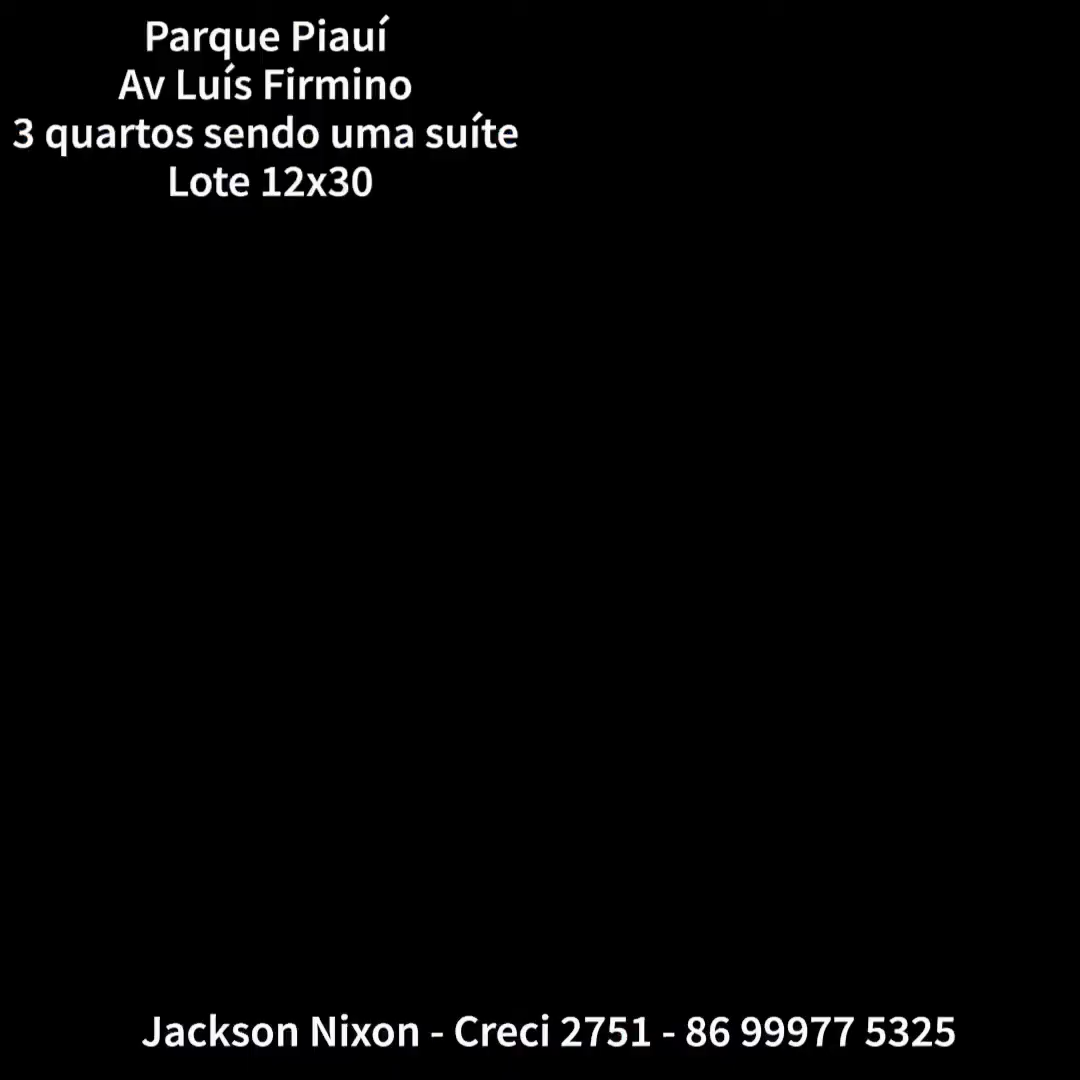 Parque Piauí
Av Luís Firmino
3 quartos sendo uma suíte
Lote 12x30
Jackson Nixon - Creci 2751 - 86 99977 5325